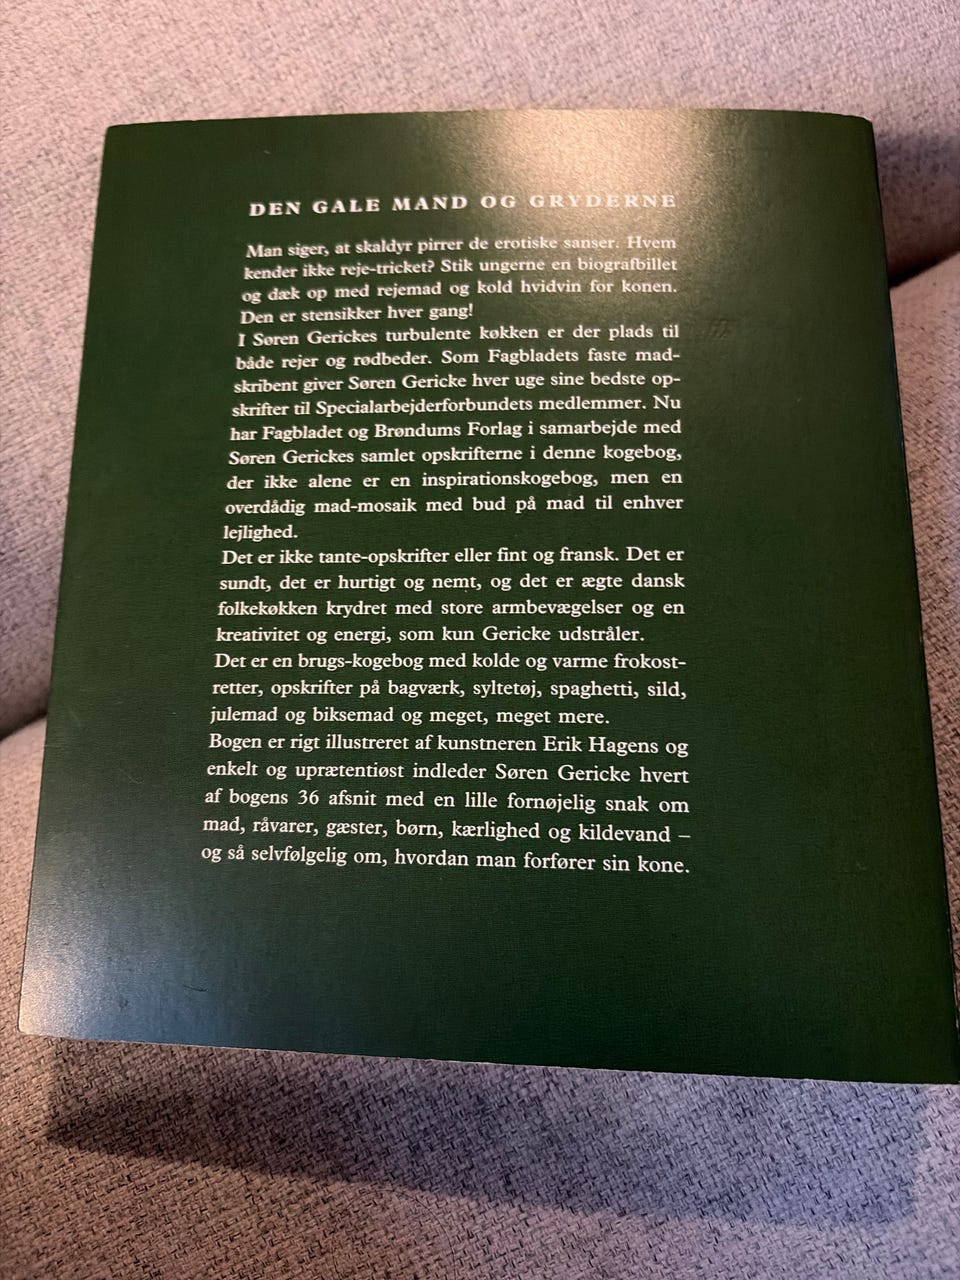 DEN GALE MAND OG GRYDERNE
Man siger, at skaldyr pirrer de erotiske sanser. Hvem
kender ikke reje-tricket? Stik ungerne en biografbillet
og dæk op med rejemad og kold hvidvin for konen.
Den er stensikker hver gang!
I Søren Gerickes turbulente køkken er der plads til
både rejer og rødbeder. Som Fagbladets faste mad-
skribent giver Søren Gericke hver uge sine bedste op-
skrifter til Specialarbejderforbundets medlemmer. Nu
har Fagbladet og Brøndums Forlag i samarbejde med
Søren Gerickes samlet opskrifterne i denne kogebog,
der ikke alene er en inspirationskogebog, men en
overdådig mad-mosaik med bud på mad til enhver
lejlighed.
Det er ikke tante-opskrifter eller fint og fransk. Det er
sundt, det er hurtigt og nemt, og det er ægte dansk
folkekøkken krydret med store armbevægelser og en
kreativitet og energi, som kun Gericke udstråler.
Det er en brugs-kogebog med kolde og varme frokost-
retter, opskrifter på bagværk, syltetøj, spaghetti, sild,
julemad og biksemad og meget, meget mere.
Bogen er rigt illustreret af kunstneren Erik Hagens og
enkelt og uprætentiøst indleder Søren Gericke hvert
af bogens 36 afsnit med en lille fornøjelig snak om
mad, råvarer, gæster, børn, kærlighed og kildevand –
og så selvfølgelig om, hvordan man forfører sin kone.